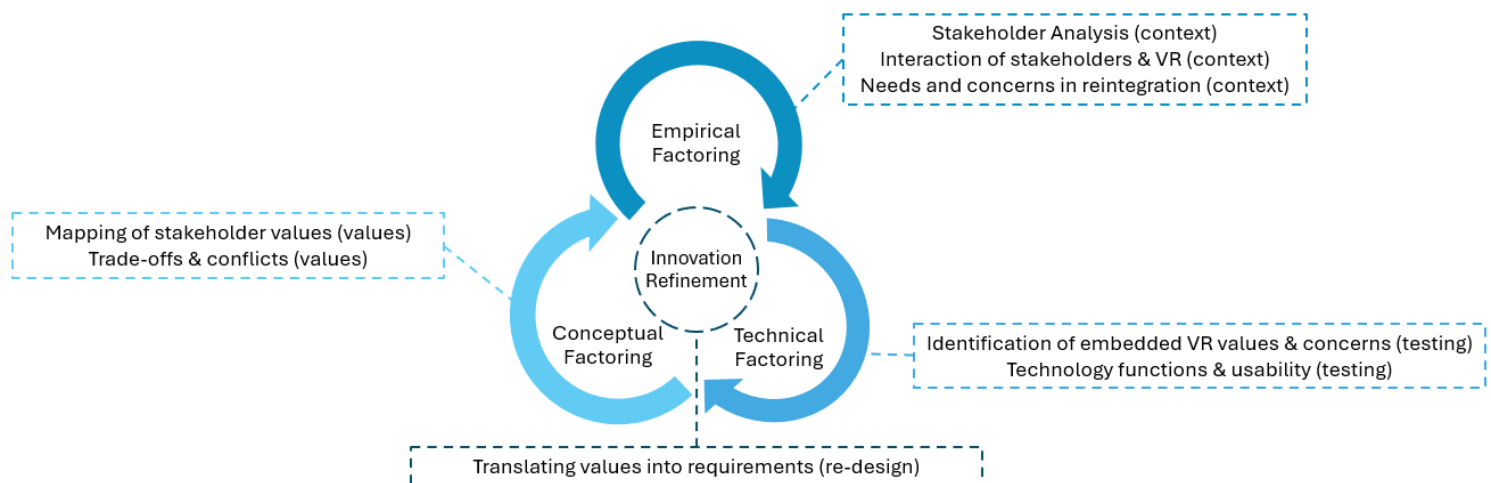 Stakeholder Analysis (context)
Interaction of stakeholders & VR (context)
Needs and concerns in reintegration (context)
Empirical
Factoring
Mapping of stakeholder values (values)
Trade-offs & conflicts (values)
Innovation
Refinement
Conceptual
Factoring
Technical
Factoring
Identification of embedded VR values & concerns (testing)
Technology functions & usability (testing)
Translating values into requirements (re-design)